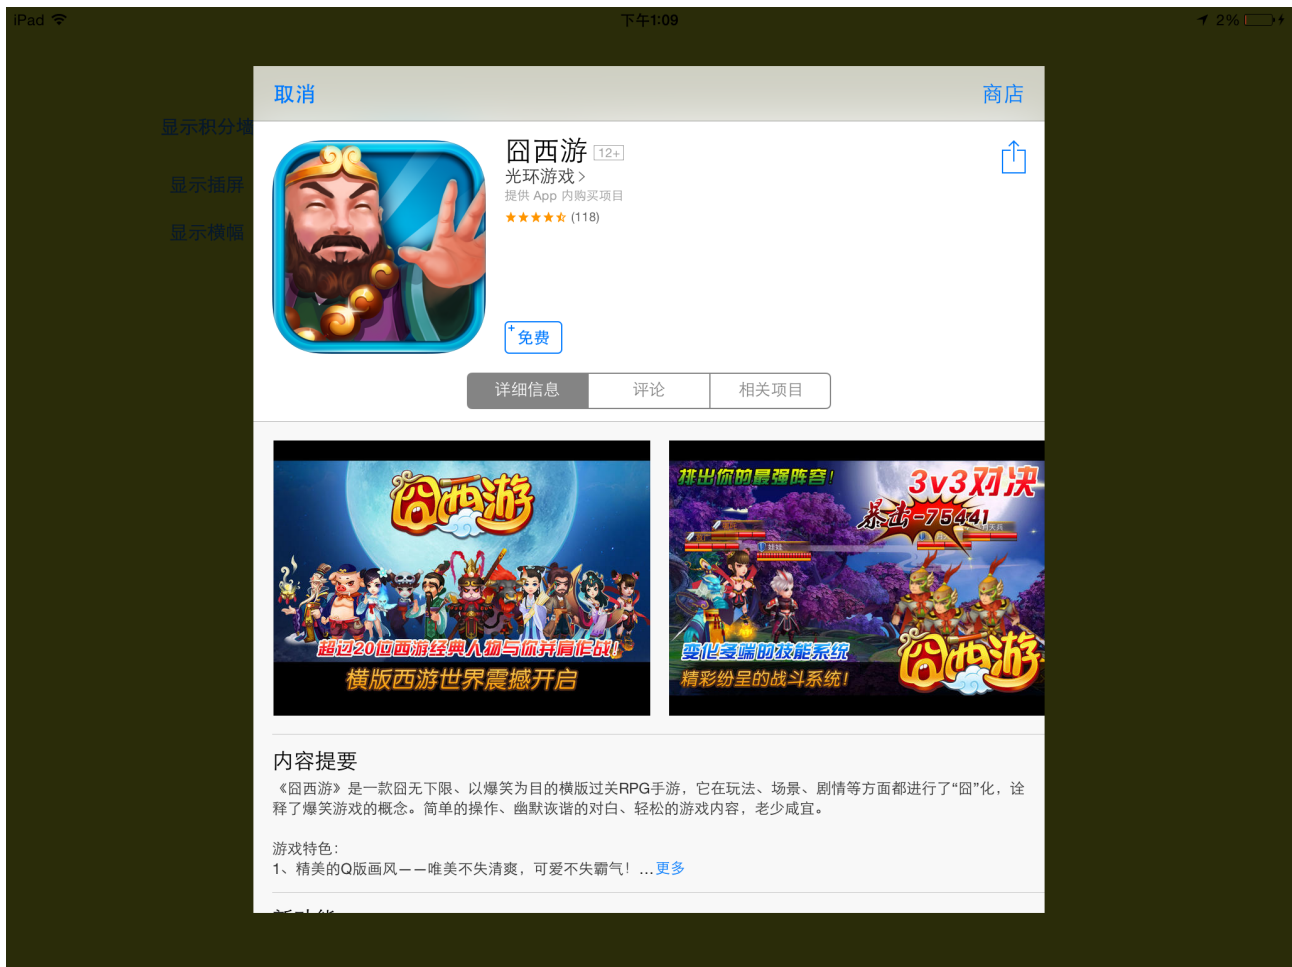 iPad
下午1:09
2%
取消
商店
显示积分墙
显示插屏
显示横幅
囧西游 12+
光环游戏 >
提供 App 内购买项目
(118)
+免费
详细信息
评论
相关项目
囧西游
超过20位西游经典人物与你并肩作战!
横版西游世界震撼开启
排出你的最强阵容!
3v3对决
暴击-75441
变化多端的技能系统
精彩纷呈的战斗系统!
囧西游
内容提要
《囧西游》是一款囧无下限、以爆笑为目的横版过关RPG手游，它在玩法、场景、剧情等方面都进行了“囧”化，诠
释了爆笑游戏的概念。简单的操作、幽默诙谐的对白、轻松的游戏内容，老少咸宜。
游戏特色：
1、精美的Q版画风——唯美不失清爽，可爱不失霸气！...更多